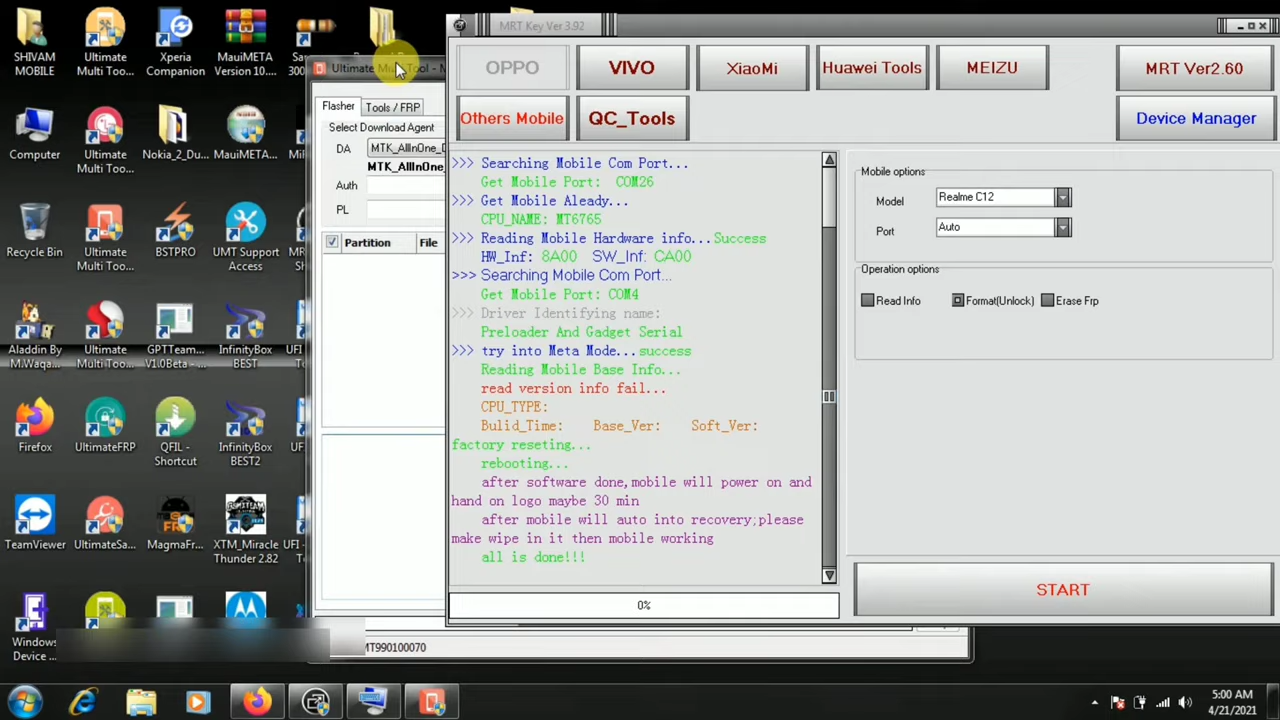 SHIVAM
MOBILE
Ultimate
Multi Too...
Xperia
Companion
MauiMETA
Version 10....
MRT Key Ver 3.92
Ultimate
OPPO
VIVO
XiaoMi
Huawei Tools
MEIZU
MRT Ver2.60
Others Mobile
QC_Tools
Device Manager
Flasher
Tools / FRP
Select Download Agent
DA
MTK_AllInOne_
MTK_AllInOne_
Auth
PL
Partition
File
Computer
Ultimate
Multi Too...
Nokia_2_Du...
MauiMETA...
Recycle Bin
Ultimate
Multi Too...
BSTPRO
UMT Support
Access
Aladdin By
M.Waqa...
Ultimate
Multi Too...
GPTTeam...
V1.0Beta - ...
InfinityBox
BEST
Firefox
UltimateFRP
QFIL -
Shortcut
InfinityBox
BEST2
TeamViewer
UltimateSa...
MagmaFr...
XTM_Miracle
Thunder 2.82
Windows
Device ...
>>> Searching Mobile Com Port...
Get Mobile Port: COM26
>>> Get Mobile Aleady...
CPU_NAME: MT6765
>>> Reading Mobile Hardware info...Success
HW_Inf: 8A00 SW_Inf: CA00
>>> Searching Mobile Com Port...
Get Mobile Port: COM4
>>> Driver Identifying name:
Preloader And Gadget Serial
>>> try into Meta Mode...success
Reading Mobile Base Info...
read version info fail...
CPU_TYPE:
Bulid_Time: Base_Ver: Soft_Ver:
factory reseting...
rebooting...
after software done,mobile will power on and
hand on logo maybe 30 min
after mobile will auto into recovery;please
make wipe in it then mobile working
all is done!!!
0%
Mobile options
Model
Realme C12
Port
Auto
Operation options
Read Info
Format(Unlock)
Erase Frp
START
MT990100070
5:00 AM
4/21/2021